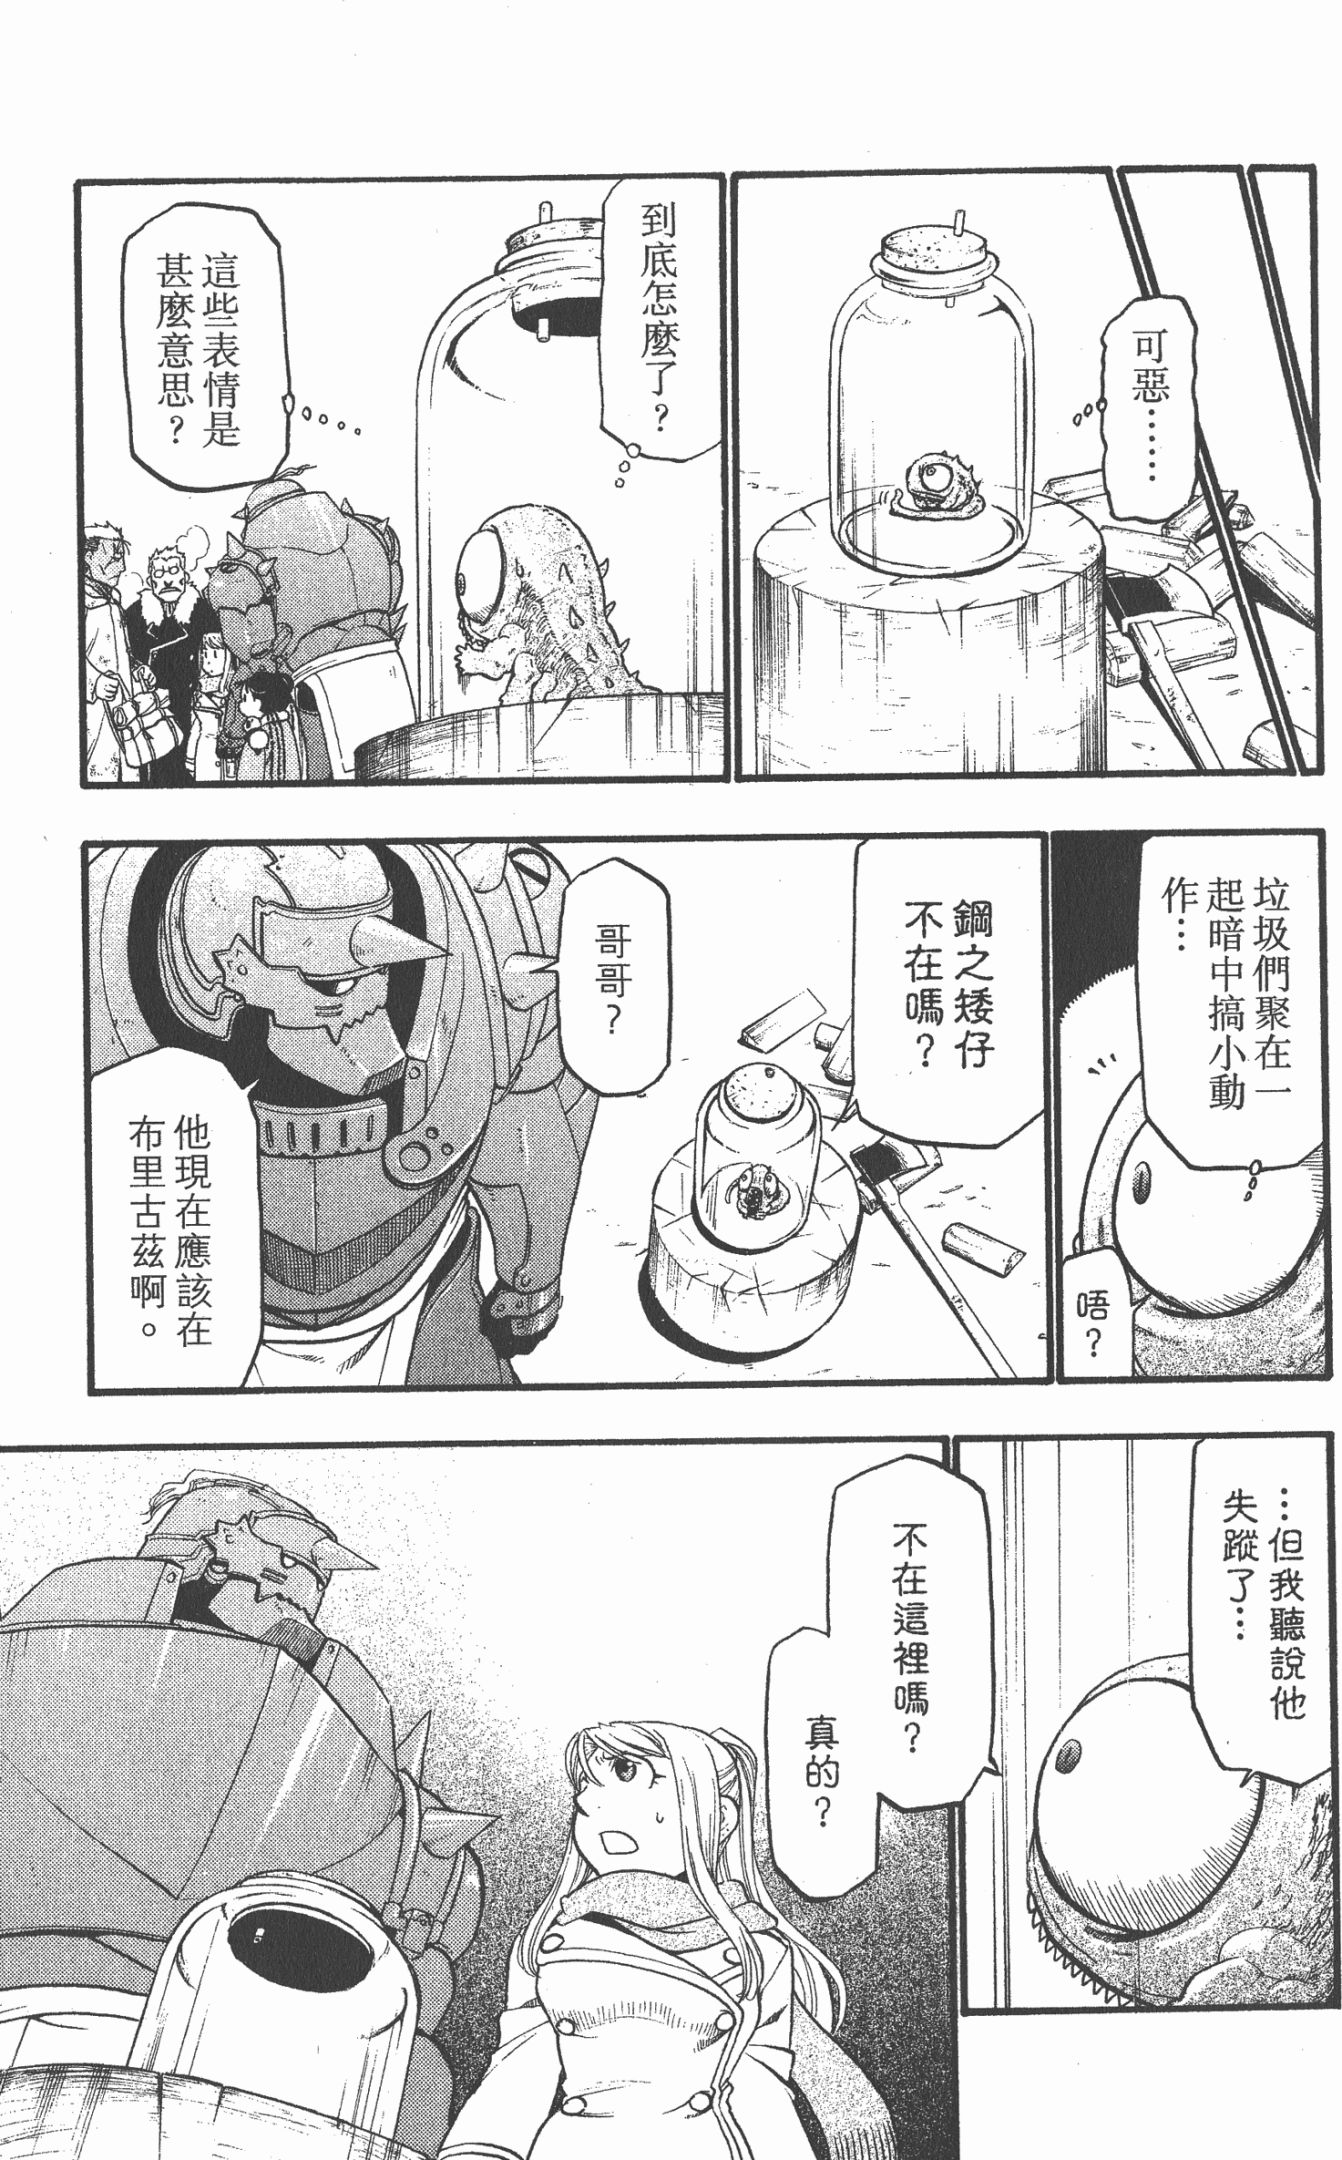 可惡……
到底怎麼了？
這些表情是
甚麼意思？
垃圾們聚在一
起暗中搞小動
作…
唔？
鋼之矮仔
不在嗎？
哥哥？
他現在應該在
布里古茲啊。
…但我聽說他
失蹤了…
不在這裡嗎？
真的？